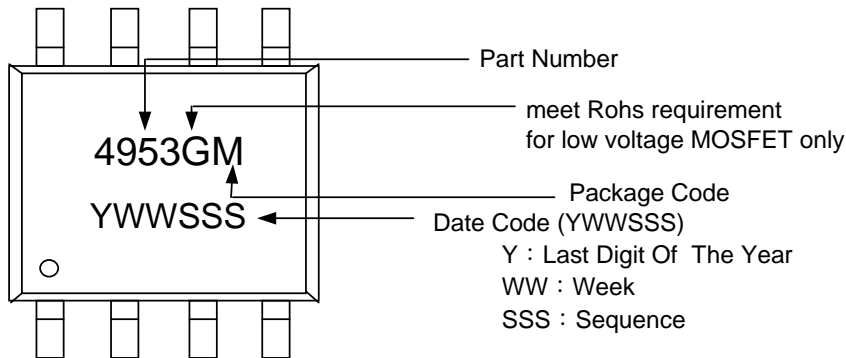 Part Number
meet Rohs requirement
for low voltage MOSFET only
4953GM
Package Code
YWWSSS
Date Code (YWWSSS)
Y：Last Digit Of The Year
WW：Week
SSS：Sequence